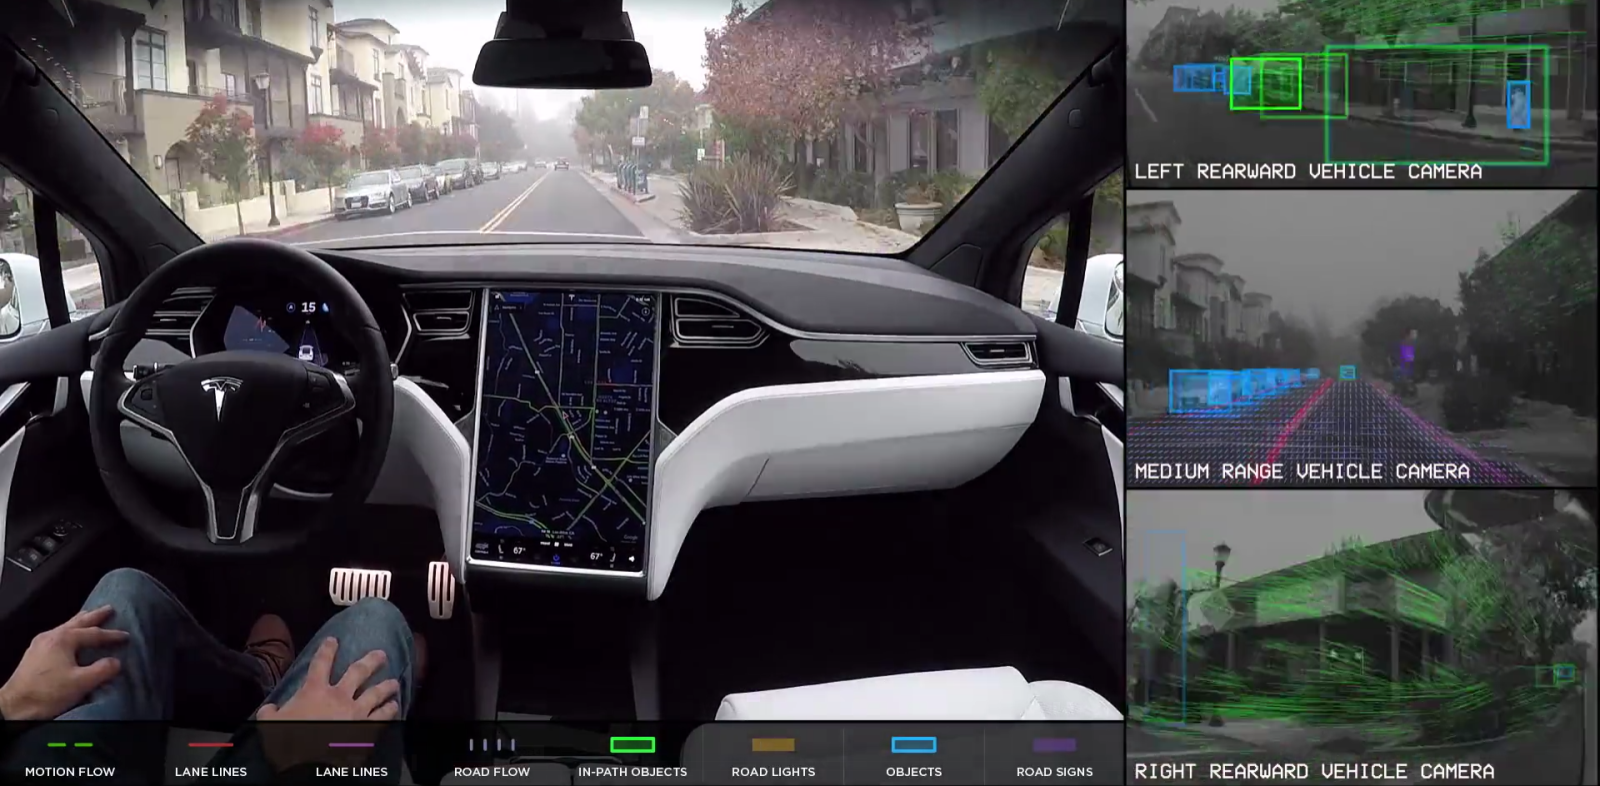 LEFT REARWARD VEHICLE CAMERA
15
MEDIUM RANGE VEHICLE CAMERA
67°
67°
MOTION FLOW
LANE LINES
LANE LINES
ROAD FLOW
IN-PATH OBJECTS
ROAD LIGHTS
OBJECTS
ROAD SIGNS
RIGHT REARWARD VEHICLE CAMERA